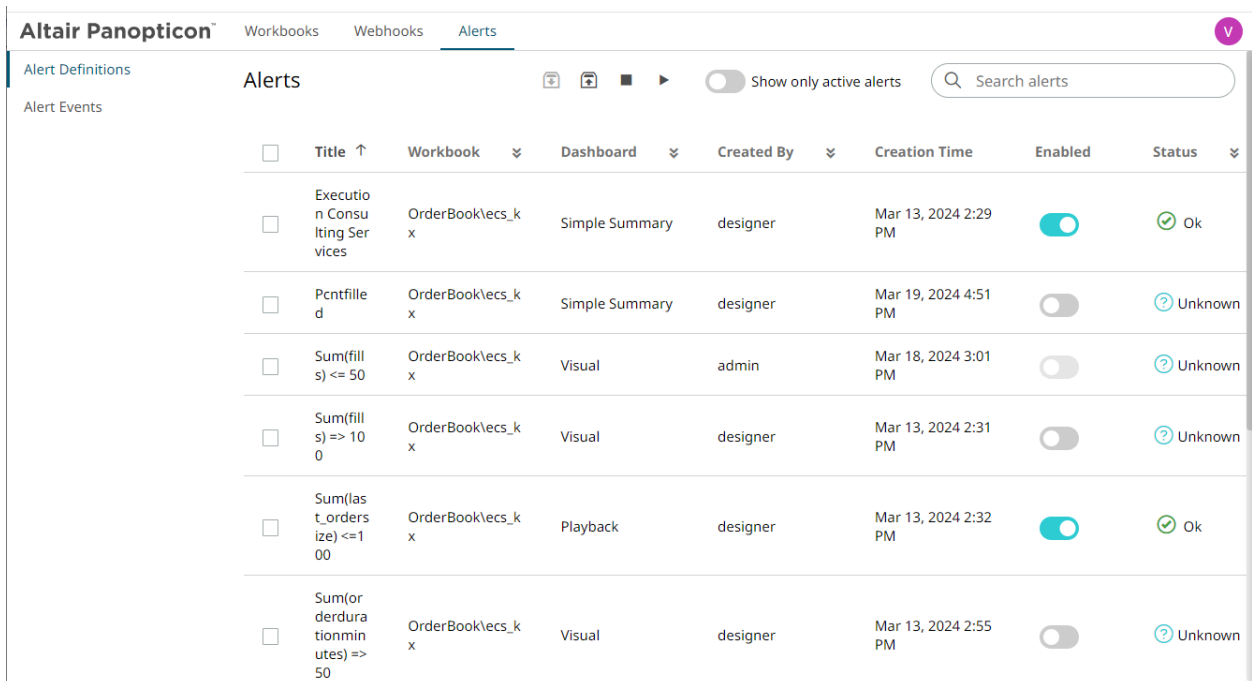 Altair Panopticon™ Workbooks Webhooks Alerts V
Alert Definitions
Alert Events
Alerts Show only active alerts Search alerts
Title ↑ Workbook Dashboard Created By Creation Time Enabled Status
Executio
n Consu
lting Ser
vices
OrderBook\ecs_k
x
Simple Summary
designer
Mar 13, 2024 2:29
PM
Ok
Pcntfille
d
OrderBook\ecs_k
x
Simple Summary
designer
Mar 19, 2024 4:51
PM
? Unknown
Sum(fill
s) <= 50
OrderBook\ecs_k
x
Visual
admin
Mar 18, 2024 3:01
PM
? Unknown
Sum(fill
s) => 10
0
OrderBook\ecs_k
x
Visual
designer
Mar 13, 2024 2:31
PM
? Unknown
Sum(las
t_orders
ize) <=1
00
OrderBook\ecs_k
x
Playback
designer
Mar 13, 2024 2:32
PM
Ok
Sum(or
derdura
tionmin
utes) =>
50
OrderBook\ecs_k
x
Visual
designer
Mar 13, 2024 2:55
PM
? Unknown